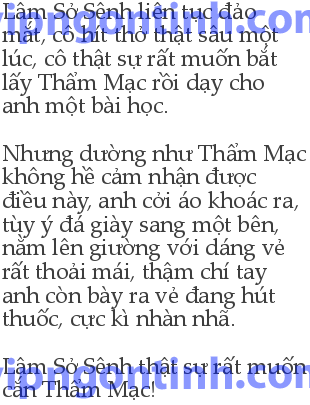 Lâm Sở Sênh liên tục đảo
mắt, cô hít thở thật sâu một
lúc, cô thật sự rất muốn bắt
lấy Thẩm Mạc rồi dạy cho
anh một bài học.
Nhưng dường như Thẩm Mạc
không hề cảm nhận được
điều này, anh cởi áo khoác ra,
tùy ý đá giày sang một bên,
nằm lên giường với dáng vẻ
rất thoải mái, thậm chí tay
anh còn bày ra vẻ đang hút
thuốc, cực kì nhàn nhã.
Lâm Sở Sênh thật sự rất muốn
cắn Thẩm Mạc!
vipngontinh.com